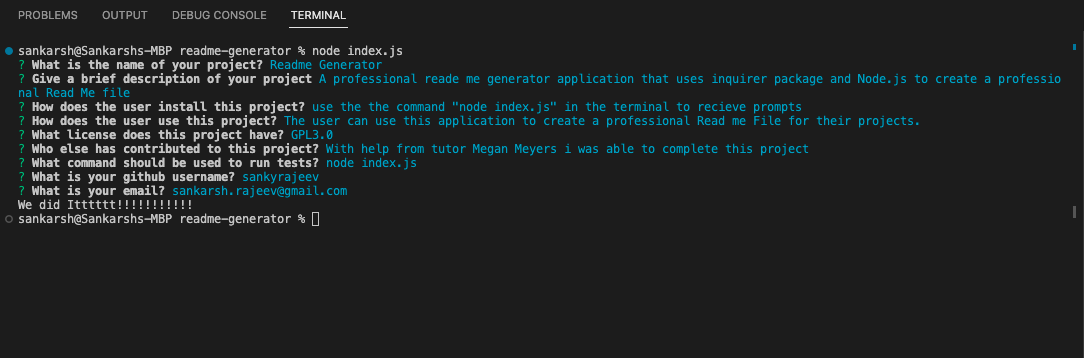 PROBLEMS OUTPUT DEBUG CONSOLE TERMINAL
sankarsh@Sankarshs-MBP readme-generator % node index.js
? What is the name of your project? Readme Generator
? Give a brief description of your project A professional reade me generator application that uses inquirer package and Node.js to create a professio
nal Read Me file
? How does the user install this project? use the the command "node index.js" in the terminal to recieve prompts
? How does the user use this project? The user can use this application to create a professional Read me File for their projects.
? What license does this project have? GPL3.0
? Who else has contributed to this project? With help from tutor Megan Meyers i was able to complete this project
? What command should be used to run tests? node index.js
? What is your github username? sankyrajeev
? What is your email? sankarsh.rajeev@gmail.com
We did Itttttt!!!!!!!!!!!
sankarsh@Sankarshs-MBP readme-generator %